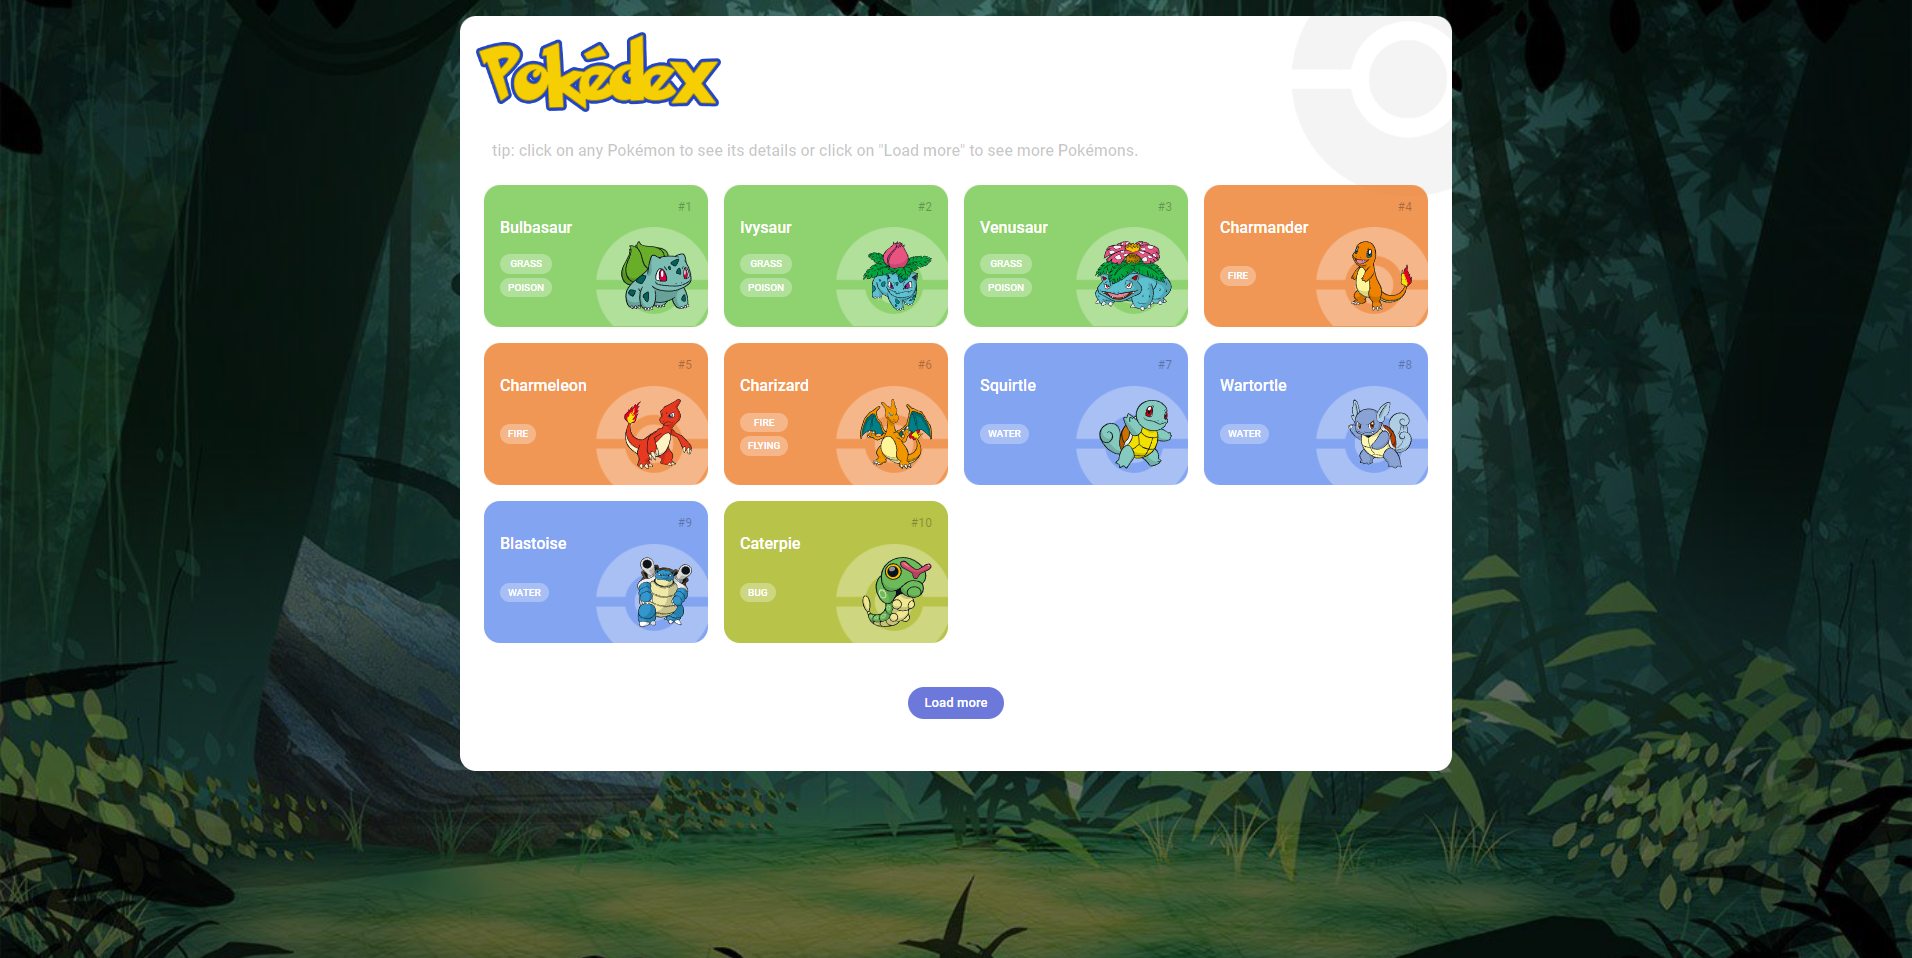 Pokédex
tip: click on any Pokémon to see its details or click on "Load more" to see more Pokémons.
#1
Bulbasaur
GRASS
POISON
#2
Ivysaur
GRASS
POISON
#3
Venusaur
GRASS
POISON
#4
Charmander
FIRE
#5
Charmeleon
FIRE
#6
Charizard
FIRE
FLYING
#7
Squirtle
WATER
#8
Wartortle
WATER
#9
Blastoise
WATER
#10
Caterpie
BUG
Load more